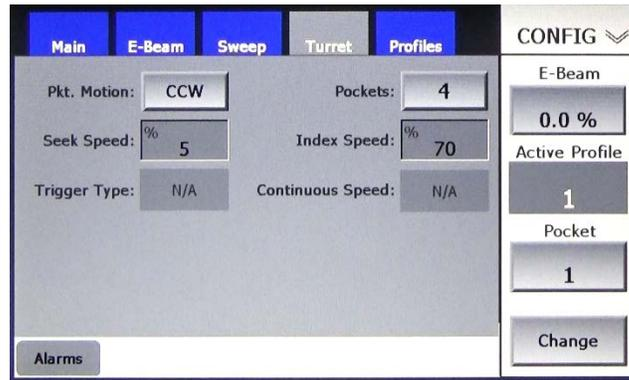 Main E-Beam Sweep Turret Profiles
CONFIG
Pkt. Motion: CCW Pockets: 4
Seek Speed: % 5 Index Speed: % 70
Trigger Type: N/A Continuous Speed: N/A
E-Beam
0.0 %
Active Profile
1
Pocket
1
Change
Alarms